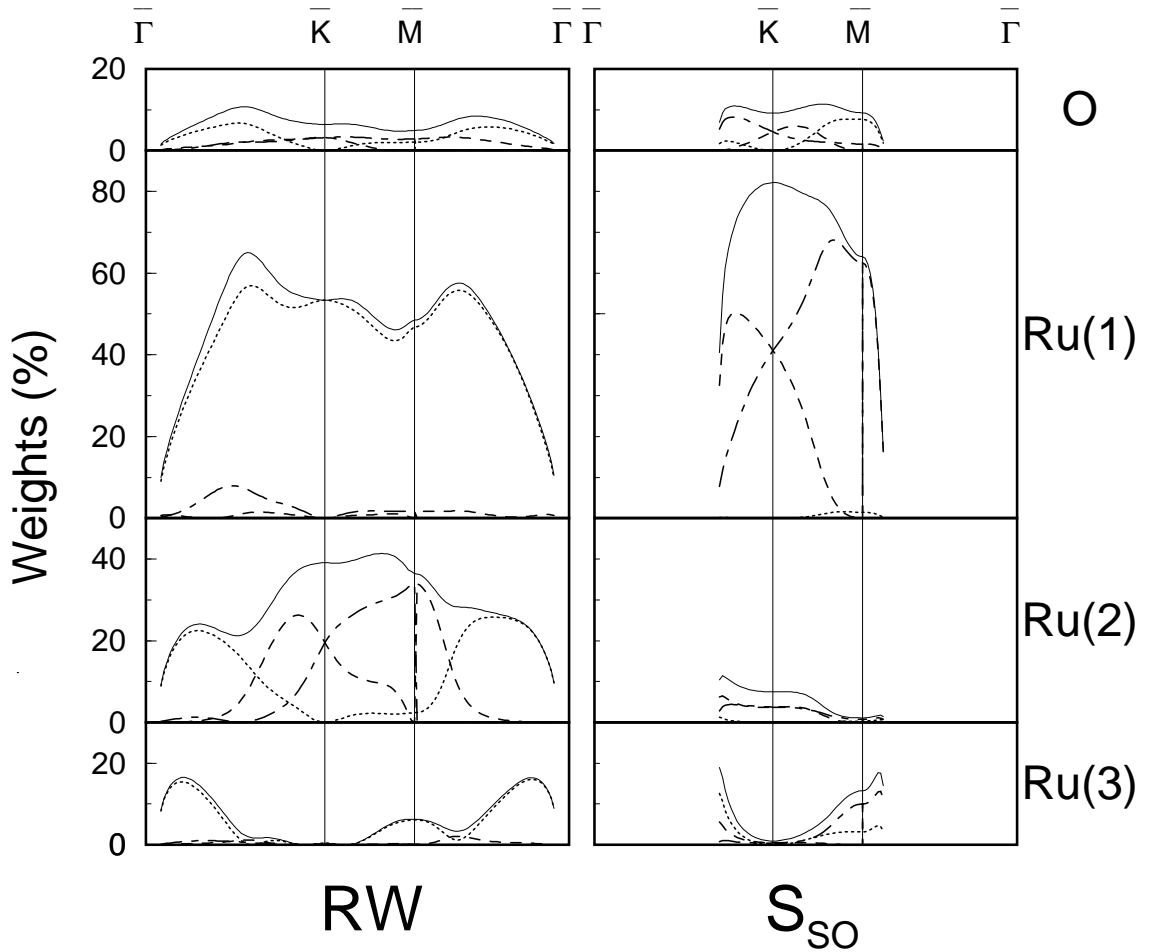 Γ̅ K̅ M̅ Γ̅ Γ̅ K̅ M̅ Γ̅
20
0
O
80
60
40
20
0
Ru(1)
Weights (%)
40
20
0
Ru(2)
20
0
Ru(3)
RW S_SO